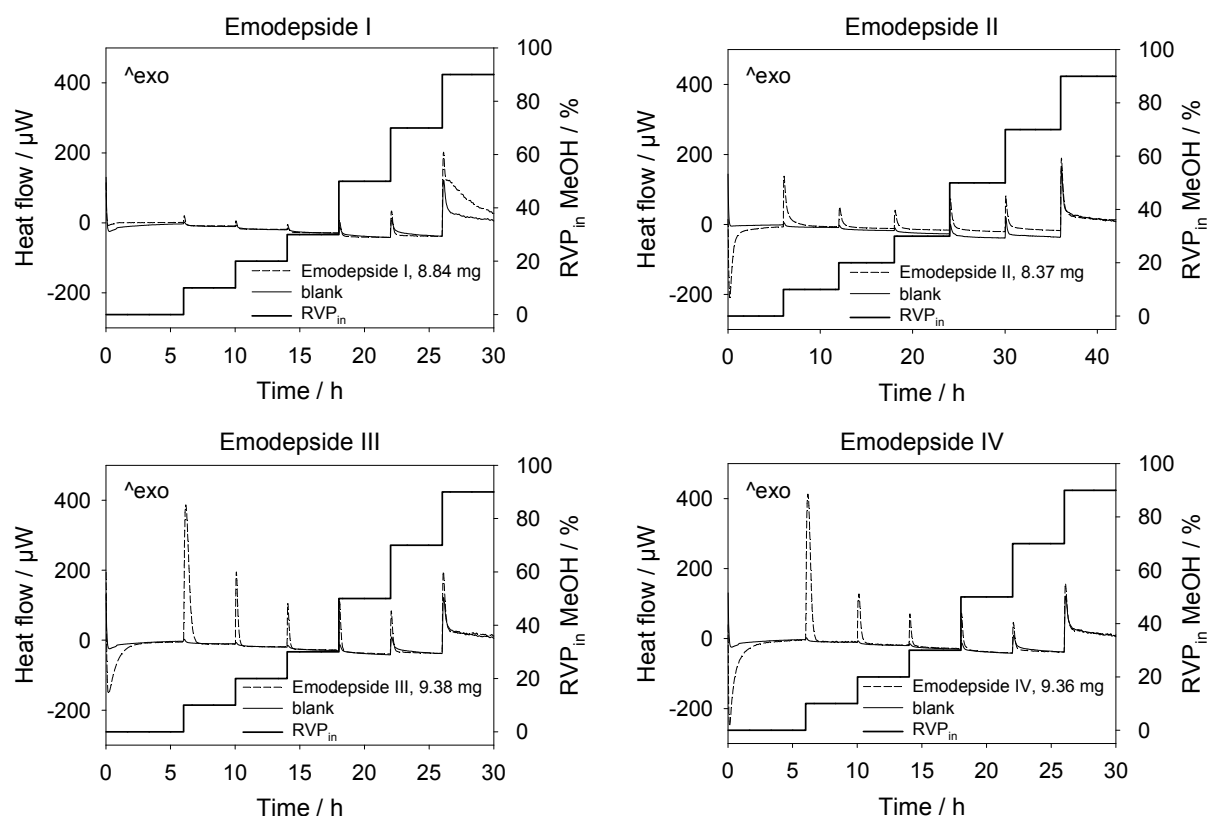 Emodepside I
^exo
400
200
0
-200
Heat flow / µW
100
80
60
40
20
0
RVP_in MeOH / %
Emodepside I, 8.84 mg
blank
RVP_in
0 5 10 15 20 25 30
Time / h
Emodepside II
^exo
400
200
0
-200
Heat flow / µW
100
80
60
40
20
0
RVP_in MeOH / %
Emodepside II, 8.37 mg
blank
RVP_in
0 10 20 30 40
Time / h
Emodepside III
^exo
400
200
0
-200
Heat flow / µW
100
80
60
40
20
0
RVP_in MeOH / %
Emodepside III, 9.38 mg
blank
RVP_in
0 5 10 15 20 25 30
Time / h
Emodepside IV
^exo
400
200
0
-200
Heat flow / µW
100
80
60
40
20
0
RVP_in MeOH / %
Emodepside IV, 9.36 mg
blank
RVP_in
0 5 10 15 20 25 30
Time / h